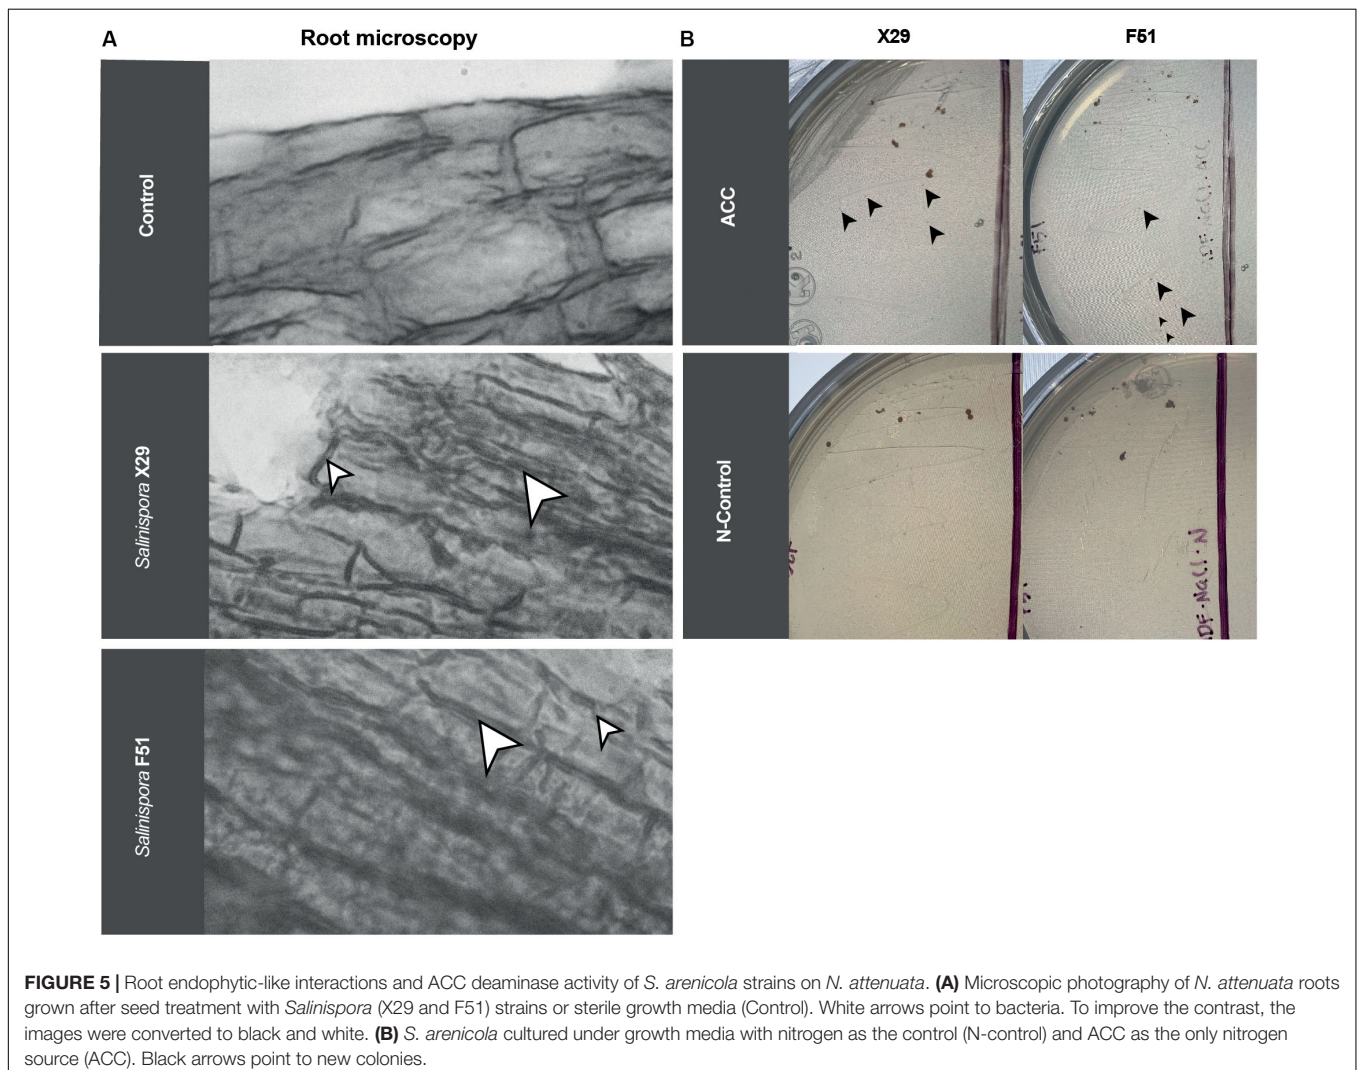 A
Root microscopy
B
X29
F51
Control
ACC
F51
Salinispora X29
N-Control
Salinispora F51
FIGURE 5 | Root endophytic-like interactions and ACC deaminase activity of S. arenicola strains on N. attenuata. (A) Microscopic photography of N. attenuata roots
grown after seed treatment with Salinispora (X29 and F51) strains or sterile growth media (Control). White arrows point to bacteria. To improve the contrast, the
images were converted to black and white. (B) S. arenicola cultured under growth media with nitrogen as the control (N-control) and ACC as the only nitrogen
source (ACC). Black arrows point to new colonies.